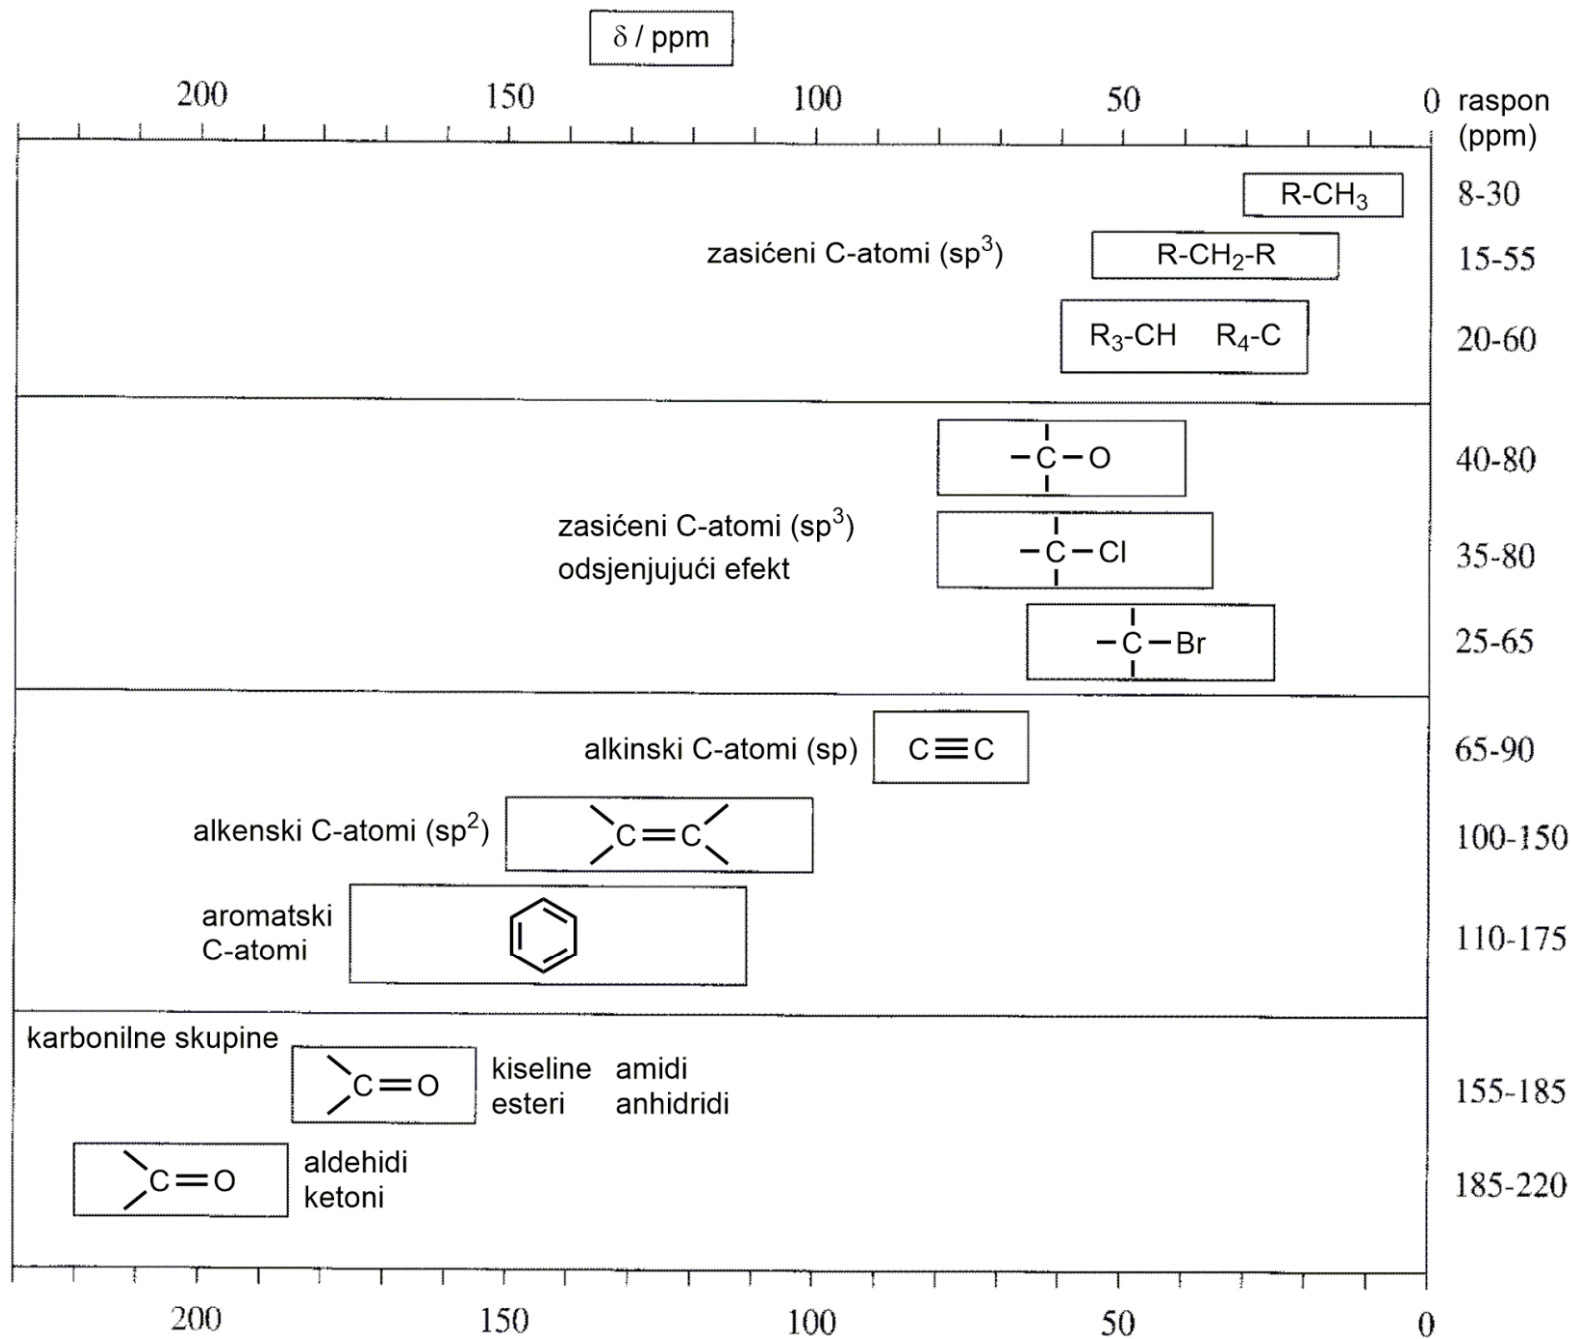 δ / ppm
200 150 100 50 0 raspon
(ppm)
R-CH₃ 8-30
zasićeni C-atomi (sp³) R-CH₂-R 15-55
R₃-CH R₄-C 20-60
C O 40-80
zasićeni C-atomi (sp³)
odsjenjujući efekt
C Cl 35-80
C Br 25-65
alkinski C-atomi (sp) C≡C 65-90
alkenski C-atomi (sp²) C=C 100-150
aromatski
C-atomi
110-175
karbonilne skupine
C=O kiseline amidi 155-185
esteri anhidridi
C=O aldehidi 185-220
ketoni
200 150 100 50 0